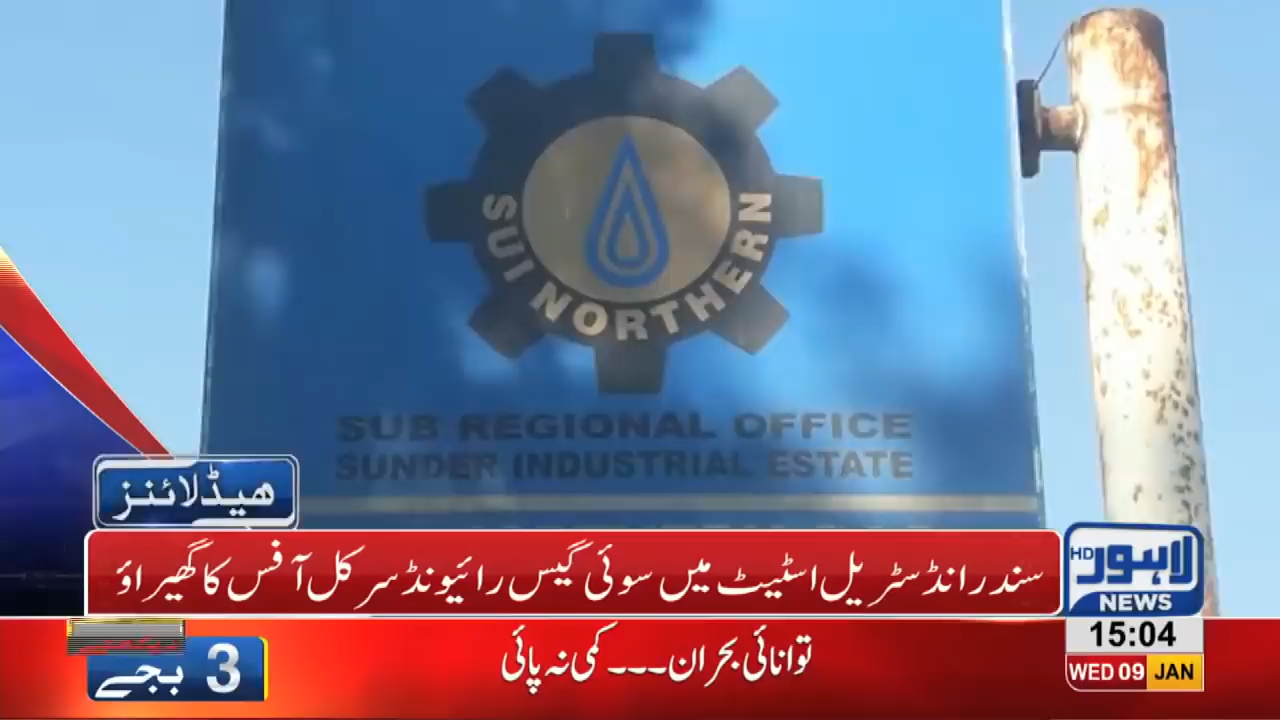 SUI NORTHERN
SUB REGIONAL OFFICE
SUNDER INDUSTRIAL ESTATE
ھیڈلائنز
سندر انڈسٹریل اسٹیٹ میں سوئی گیس رائیونڈ سرکل آفس کا گھیراؤ
HD لاہور
NEWS
15:04
WED 09 JAN
توانائی بحران۔۔۔ کمی نہ پائی
3 بجے